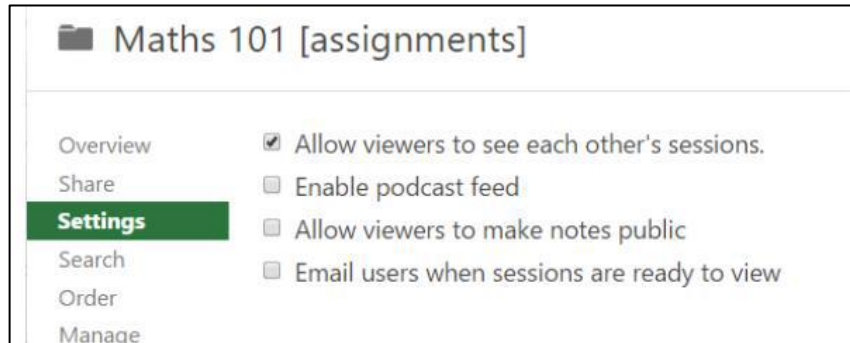 Maths 101 [assignments]
Overview
Share
Settings
Search
Order
Manage
Allow viewers to see each other's sessions.
Enable podcast feed
Allow viewers to make notes public
Email users when sessions are ready to view